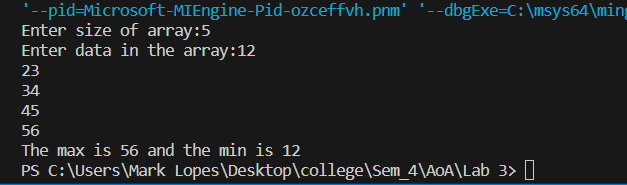 '--pid=Microsoft-MIEngine-Pid-ozceffvh.pnm' '--dbgExe=C:\msys64\ming
Enter size of array:5
Enter data in the array:12
23
34
45
56
The max is 56 and the min is 12
PS C:\Users\Mark Lopes\Desktop\college\Sem_4\AoA\Lab 3>